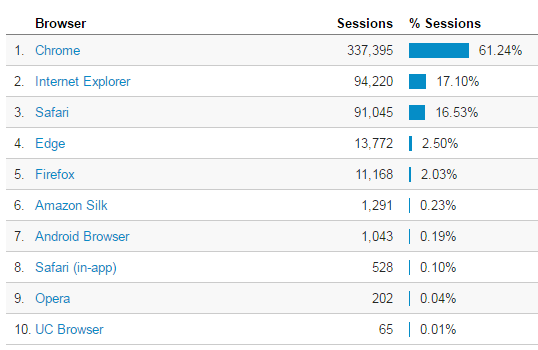 Browser Sessions % Sessions
1. Chrome 337,395 61.24%
2. Internet Explorer 94,220 17.10%
3. Safari 91,045 16.53%
4. Edge 13,772 2.50%
5. Firefox 11,168 2.03%
6. Amazon Silk 1,291 0.23%
7. Android Browser 1,043 0.19%
8. Safari (in-app) 528 0.10%
9. Opera 202 0.04%
10. UC Browser 65 0.01%